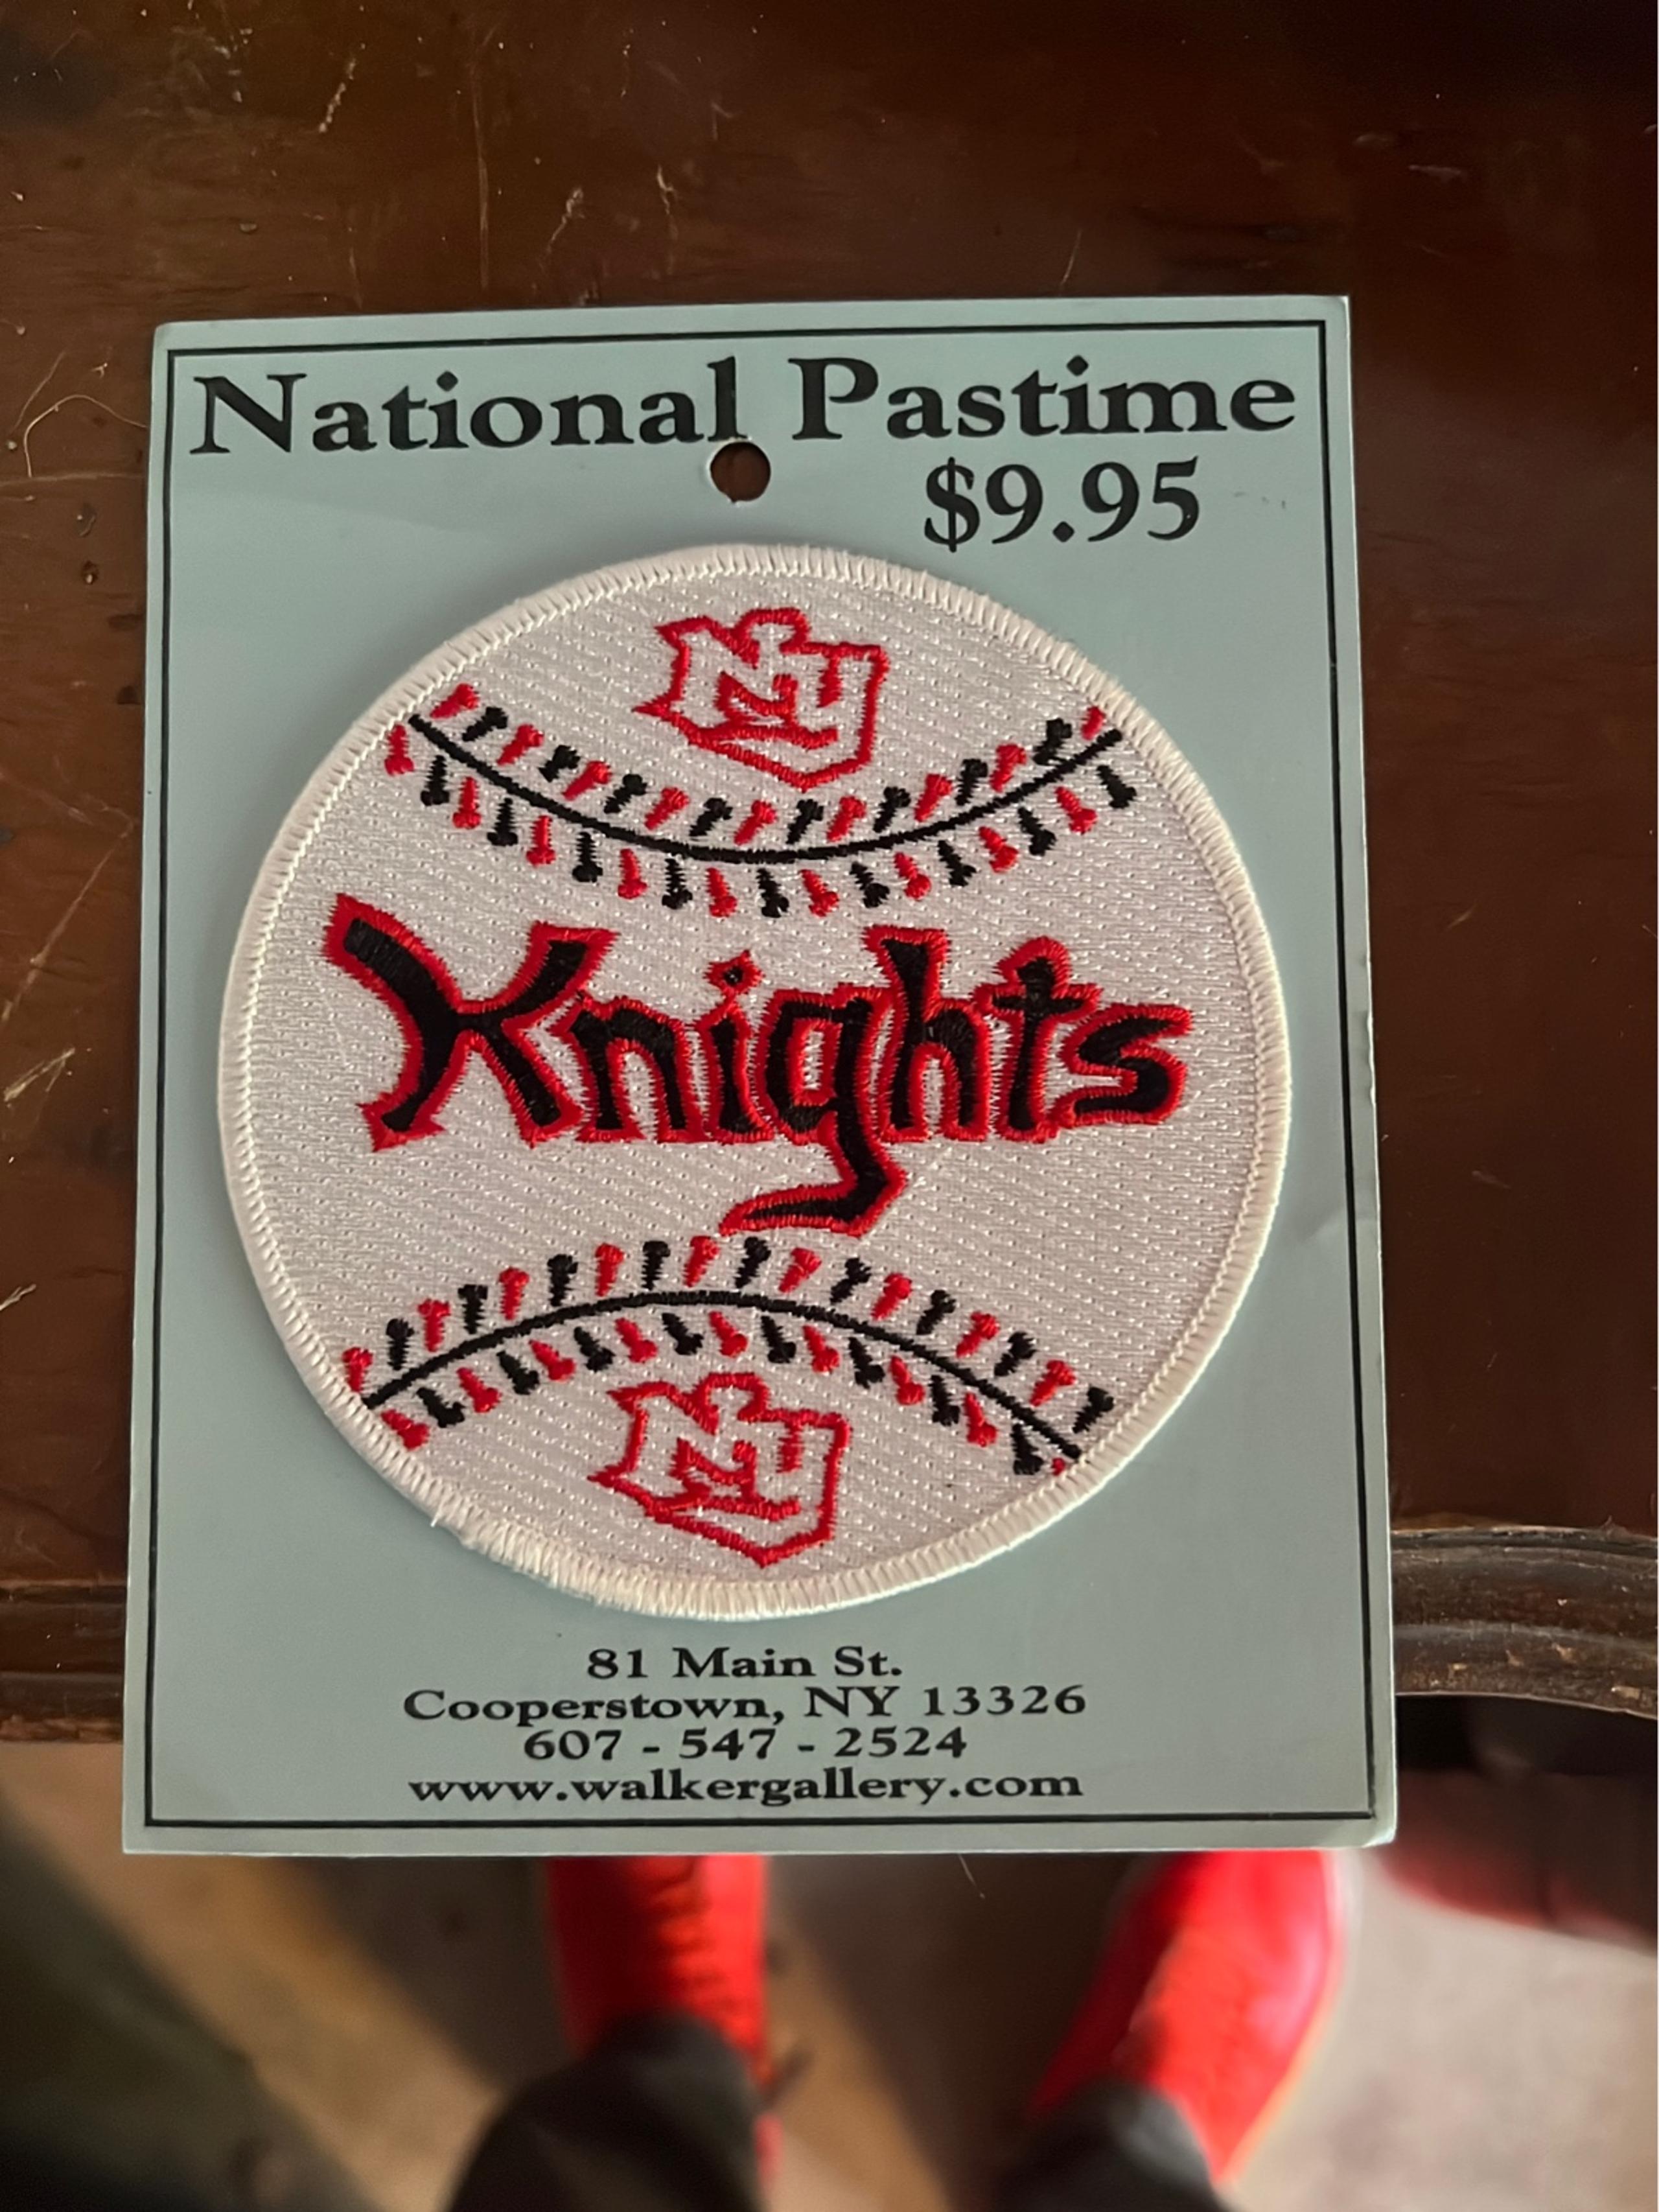 National Pastime
$9.95
NY
Knights
NY
81 Main St.
Cooperstown, NY 13326
607 - 547 - 2524
www.walkergallery.com